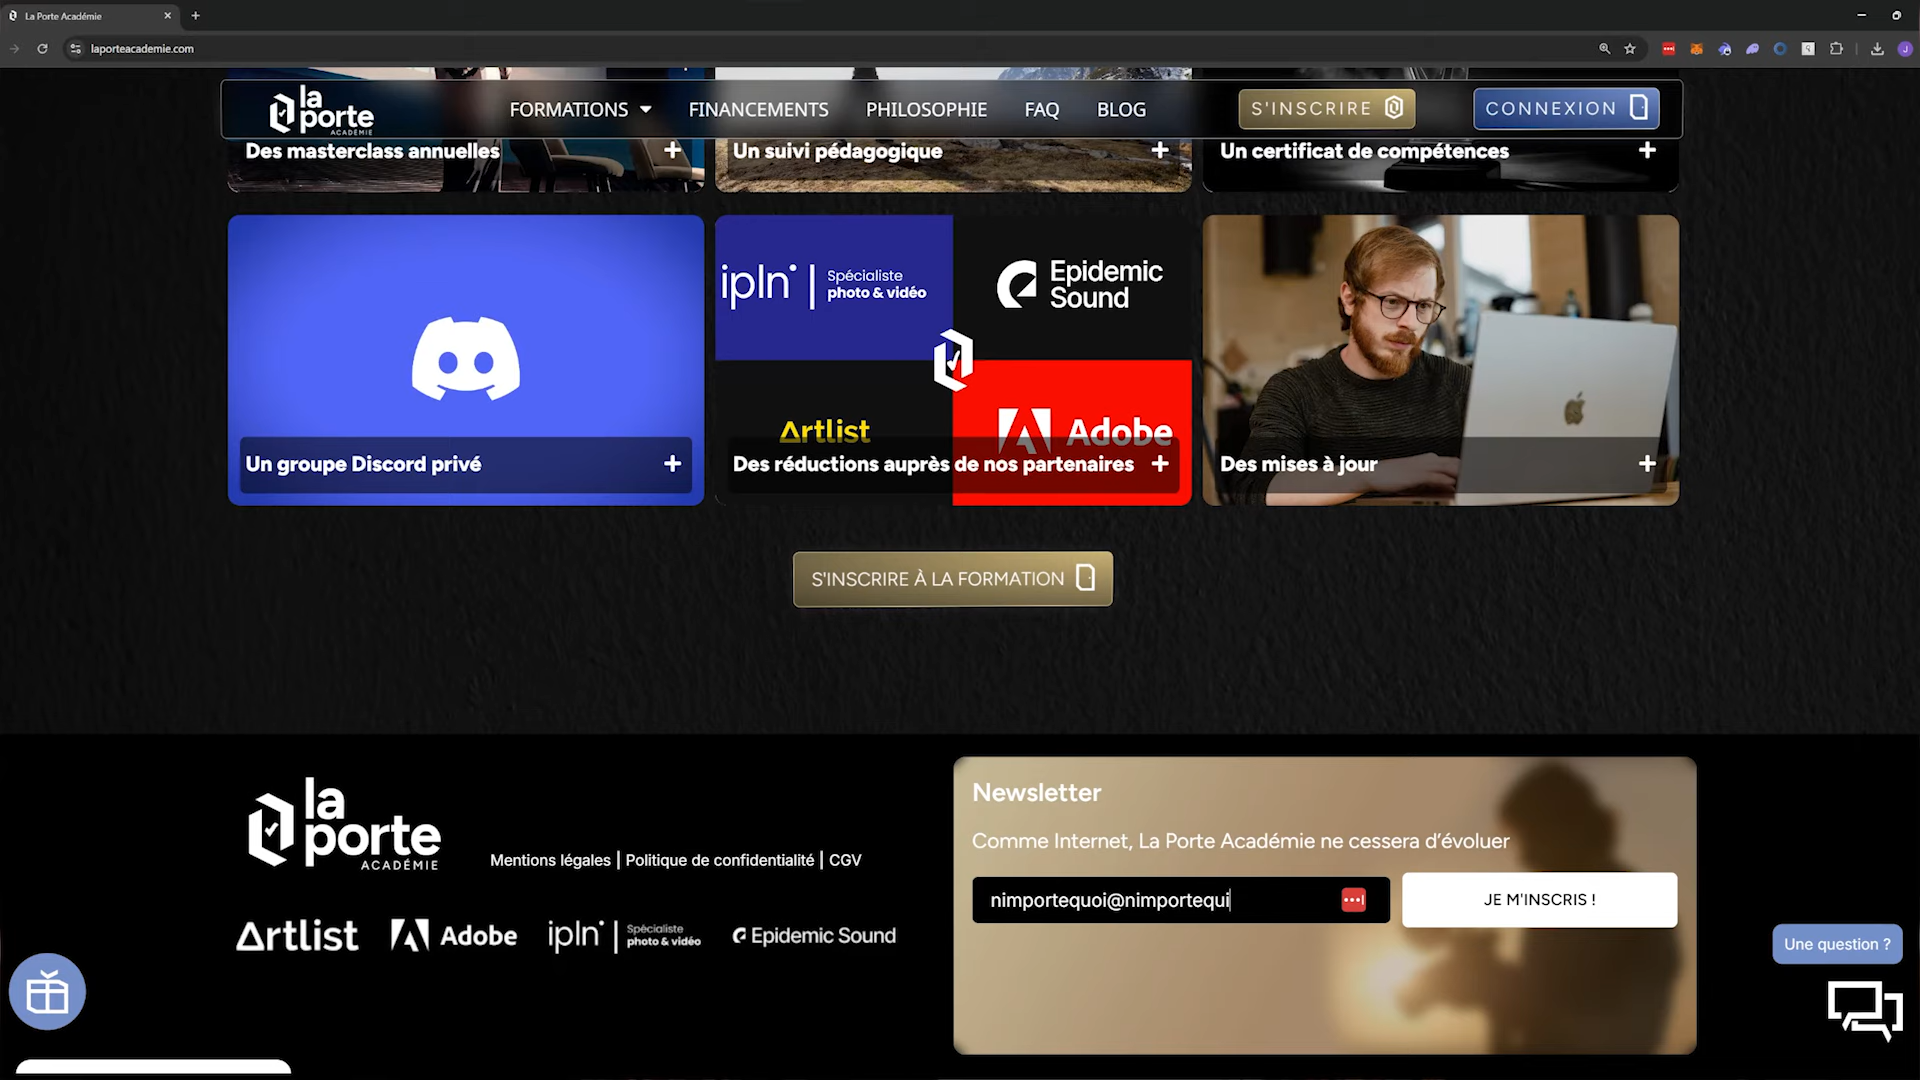 La Porte Académie
laporteacademie.com
la porte ACADÉMIE
FORMATIONS
FINANCEMENTS
PHILOSOPHIE
FAQ
BLOG
S'INSCRIRE
CONNEXION
Des masterclass annuelles +
Un suivi pédagogique +
Un certificat de compétences +
ipln | Spécialiste photo & vidéo
Epidemic Sound
Artlist
Adobe
Un groupe Discord privé +
Des réductions auprès de nos partenaires +
Des mises à jour +
S'INSCRIRE À LA FORMATION
la porte ACADÉMIE
Mentions légales | Politique de confidentialité | CGV
Artlist
Adobe
ipln | Spécialiste photo & vidéo
Epidemic Sound
Newsletter
Comme Internet, La Porte Académie ne cessera d’évoluer
nimportequoi@nimportequi
JE M'INSCRIS !
Une question ?